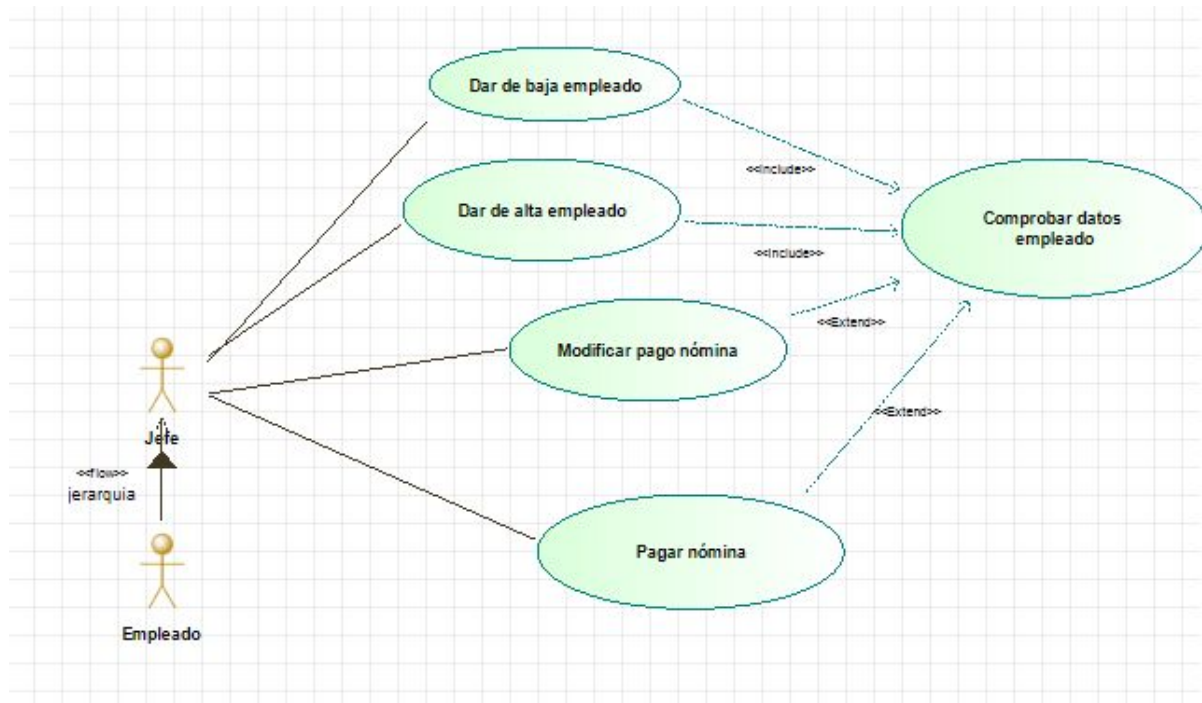 Dar de baja empleado
<<Include>>
Dar de alta empleado
Comprobar datos
empleado
<<Include>>
<<Extend>>
Modificar pago nómina
<<Extend>>
Jefe
<<flow>>
jerarquia
Pagar nómina
Empleado